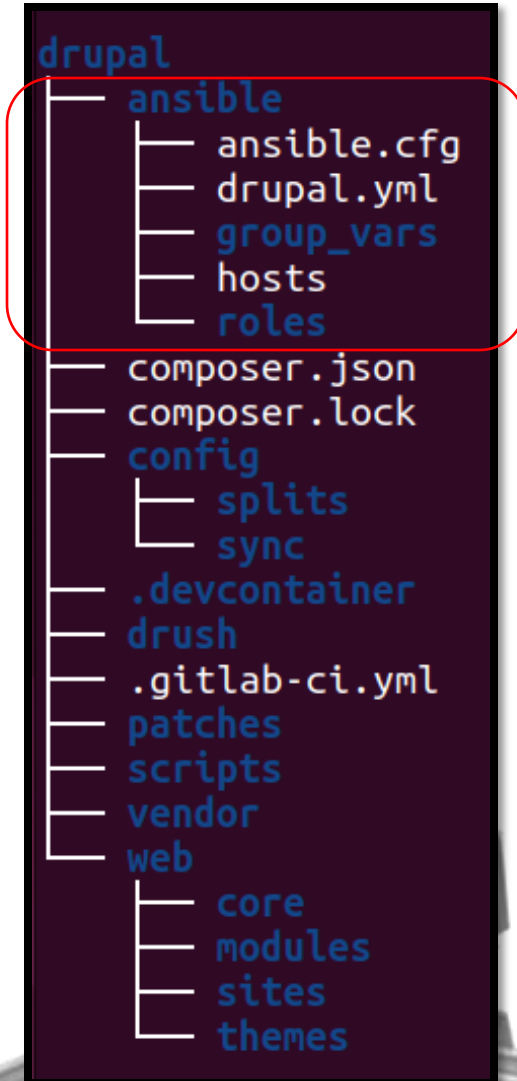 drupal
ansible
ansible.cfg
drupal.yml
group_vars
hosts
roles
composer.json
composer.lock
config
splits
sync
.devcontainer
drush
.gitlab-ci.yml
patches
scripts
vendor
web
core
modules
sites
themes